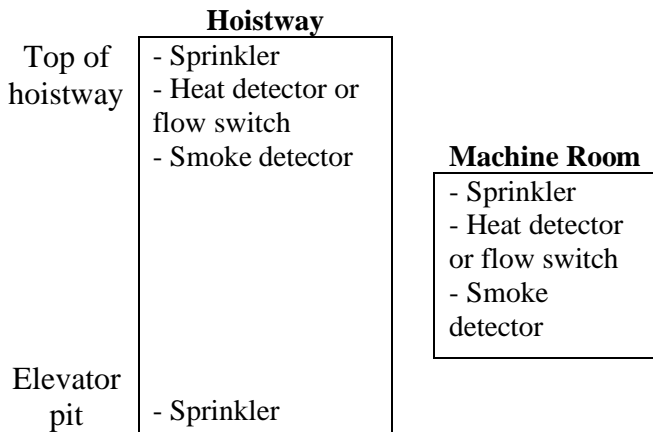 Hoistway
Top of
hoistway
- Sprinkler
- Heat detector or
flow switch
- Smoke detector
Machine Room
- Sprinkler
- Heat detector
or flow switch
- Smoke
detector
Elevator
pit
- Sprinkler